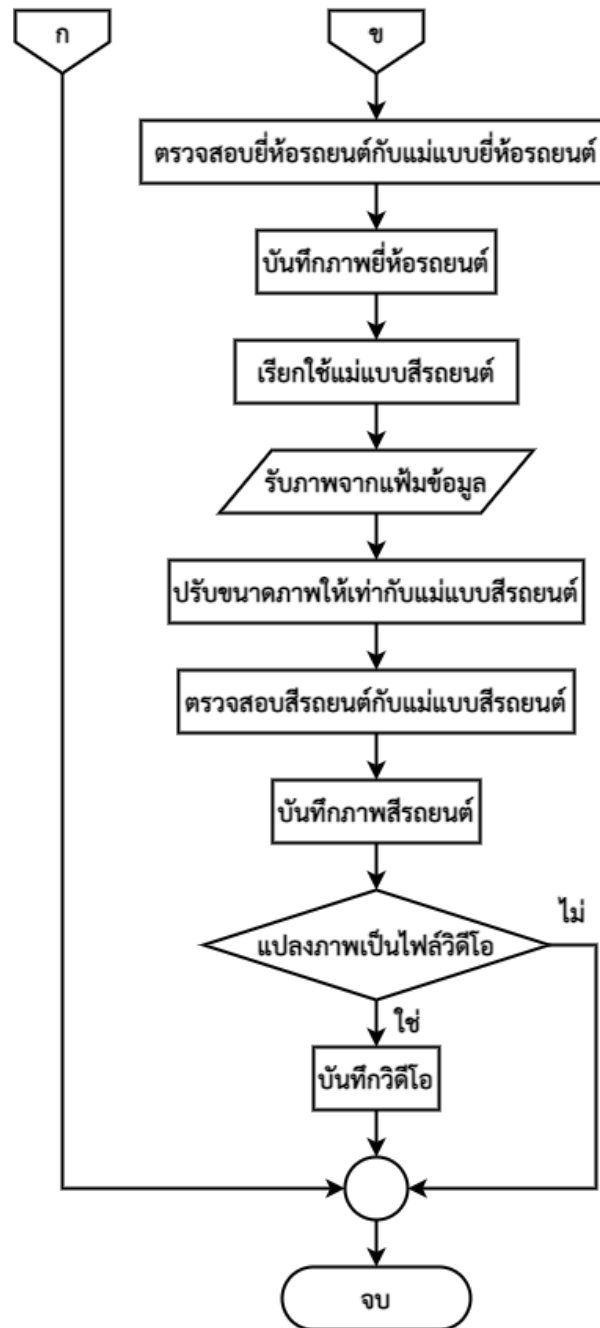 ก
ข
ตรวจสอบยี่ห้อรถยนต์กับแม่แบบยี่ห้อรถยนต์
บันทึกภาพยี่ห้อรถยนต์
เรียกใช้แม่แบบสีรถยนต์
รับภาพจากแฟ้มข้อมูล
ปรับขนาดภาพให้เท่ากับแม่แบบสีรถยนต์
ตรวจสอบสีรถยนต์กับแม่แบบสีรถยนต์
บันทึกภาพสีรถยนต์
แปลงภาพเป็นไฟล์วิดีโอ
ไม่
ใช่
บันทึกวิดีโอ
จบ